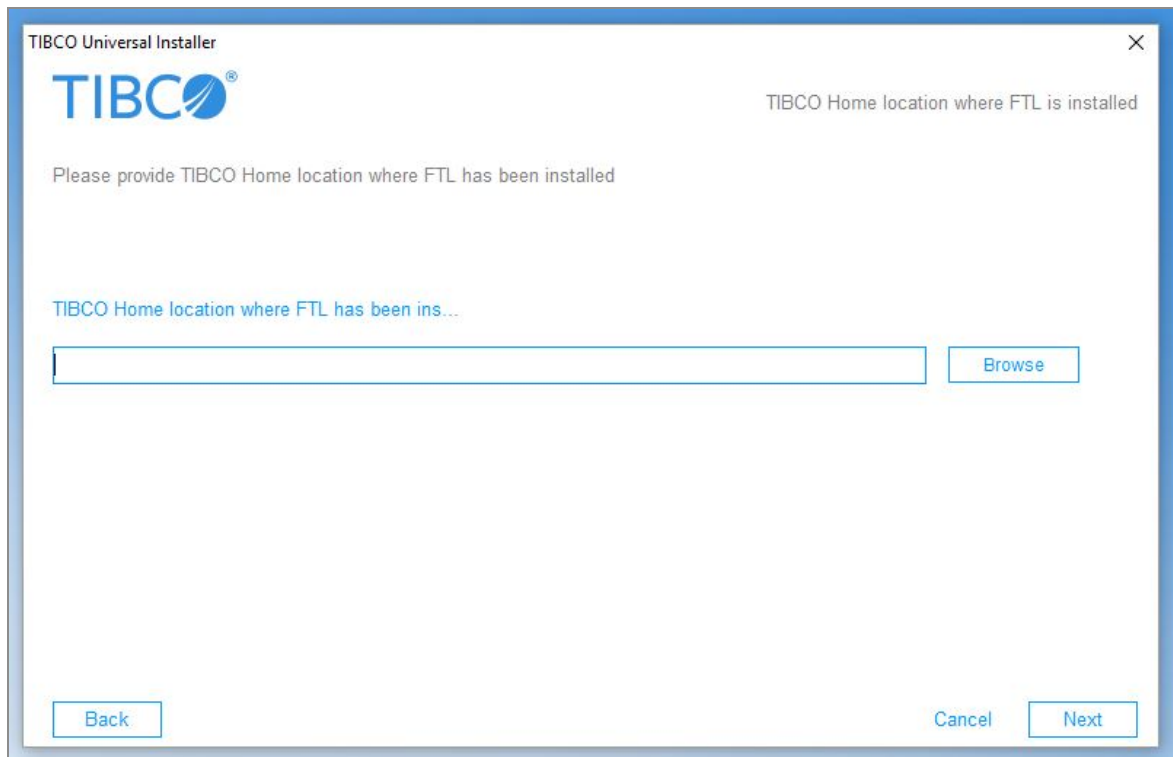 TIBCO Universal Installer
TIBCO®
TIBCO Home location where FTL is installed
Please provide TIBCO Home location where FTL has been installed
TIBCO Home location where FTL has been ins...
Browse
Back
Cancel
Next